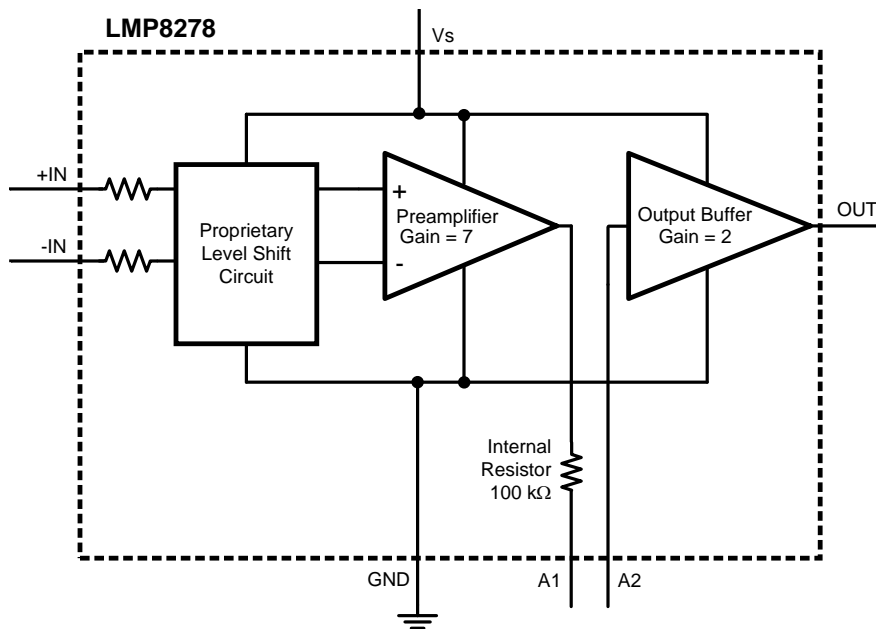 LMP8278
Vs
+IN
-IN
Proprietary
Level Shift
Circuit
+
-
Preamplifier
Gain = 7
Output Buffer
Gain = 2
OUT
Internal
Resistor
100 kΩ
GND
A1
A2